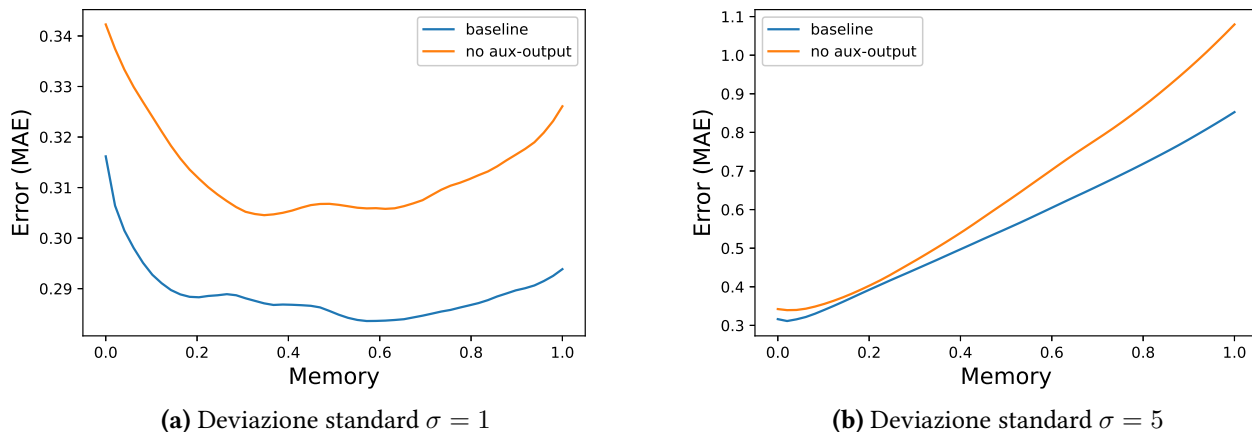 baseline
no aux-output
0.34
0.33
0.32
0.31
0.30
0.29
Error (MAE)
0.0 0.2 0.4 0.6 0.8 1.0
Memory
(a) Deviazione standard σ = 1
baseline
no aux-output
1.1
1.0
0.9
0.8
0.7
0.6
0.5
0.4
0.3
Error (MAE)
0.0 0.2 0.4 0.6 0.8 1.0
Memory
(b) Deviazione standard σ = 5